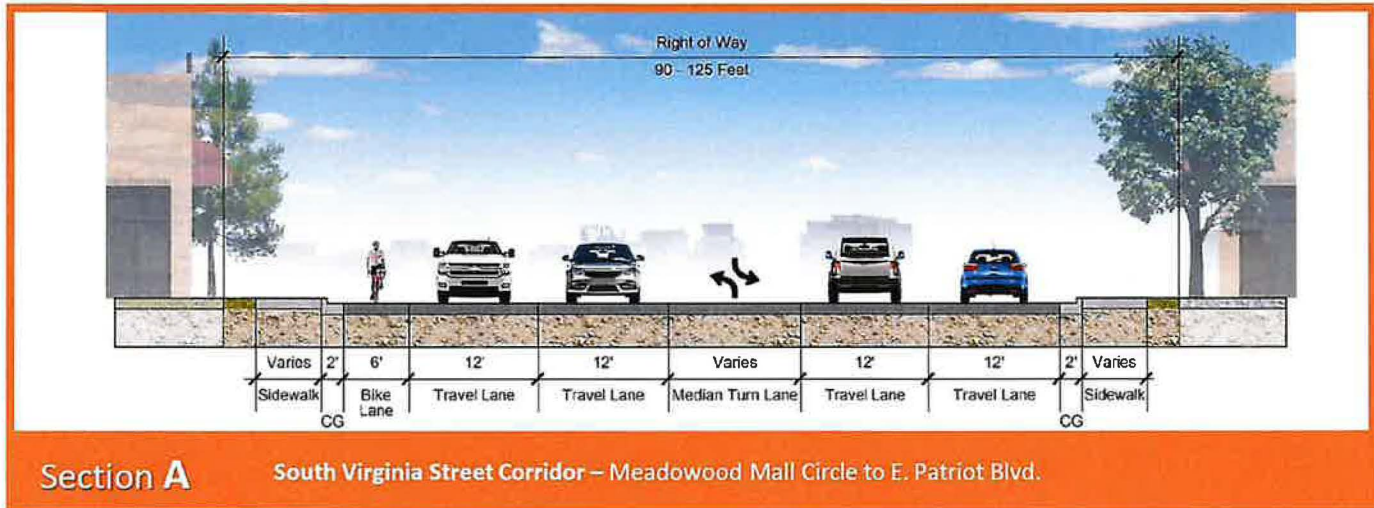 Right of Way
90 - 125 Feet
Varies 2' 6' 12' 12' Varies 12' 12' 2' Varies
Sidewalk Bike Lane Travel Lane Travel Lane Median Turn Lane Travel Lane Travel Lane Sidewalk
CG CG
Section A South Virginia Street Corridor – Meadowood Mall Circle to E. Patriot Blvd.